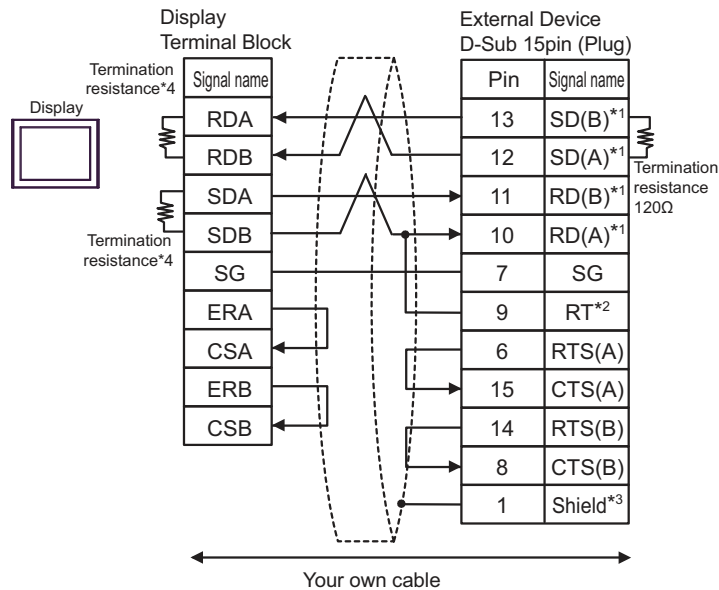 Display
Terminal Block
External Device
D-Sub 15pin (Plug)
Termination
resistance*4
Display
Signal name
RDA
RDB
SDA
SDB
SG
ERA
CSA
ERB
CSB
Termination
resistance*4
Pin Signal name
13 SD(B)*1
12 SD(A)*1
11 RD(B)*1
10 RD(A)*1
7 SG
9 RT*2
6 RTS(A)
15 CTS(A)
14 RTS(B)
8 CTS(B)
1 Shield*3
Termination
resistance
120Ω
Your own cable